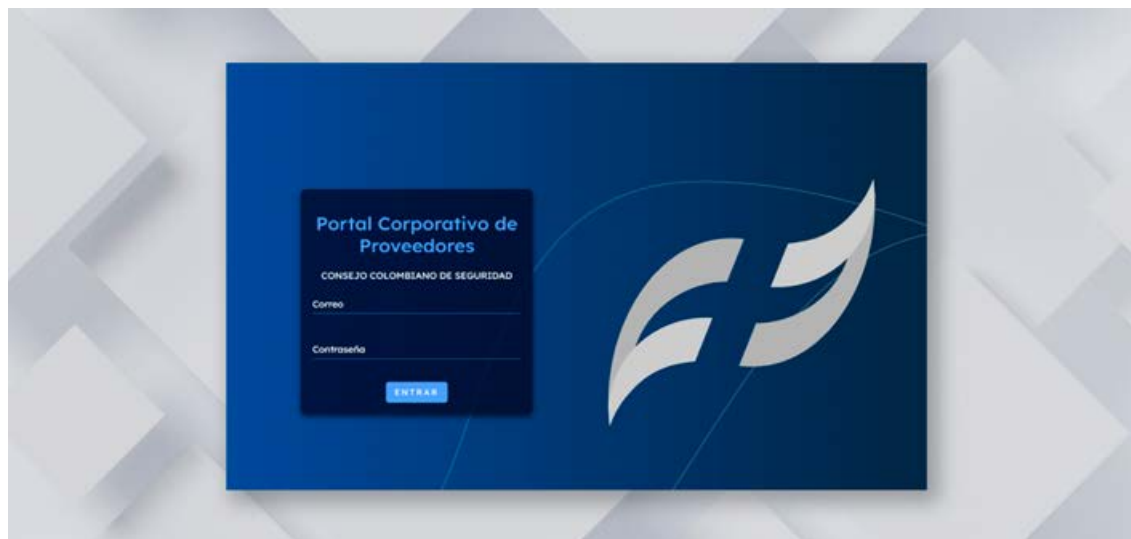 Portal Corporativo de
Proveedores
CONSEJO COLOMBIANO DE SEGURIDAD
Correo
Contraseña
ENTRAR